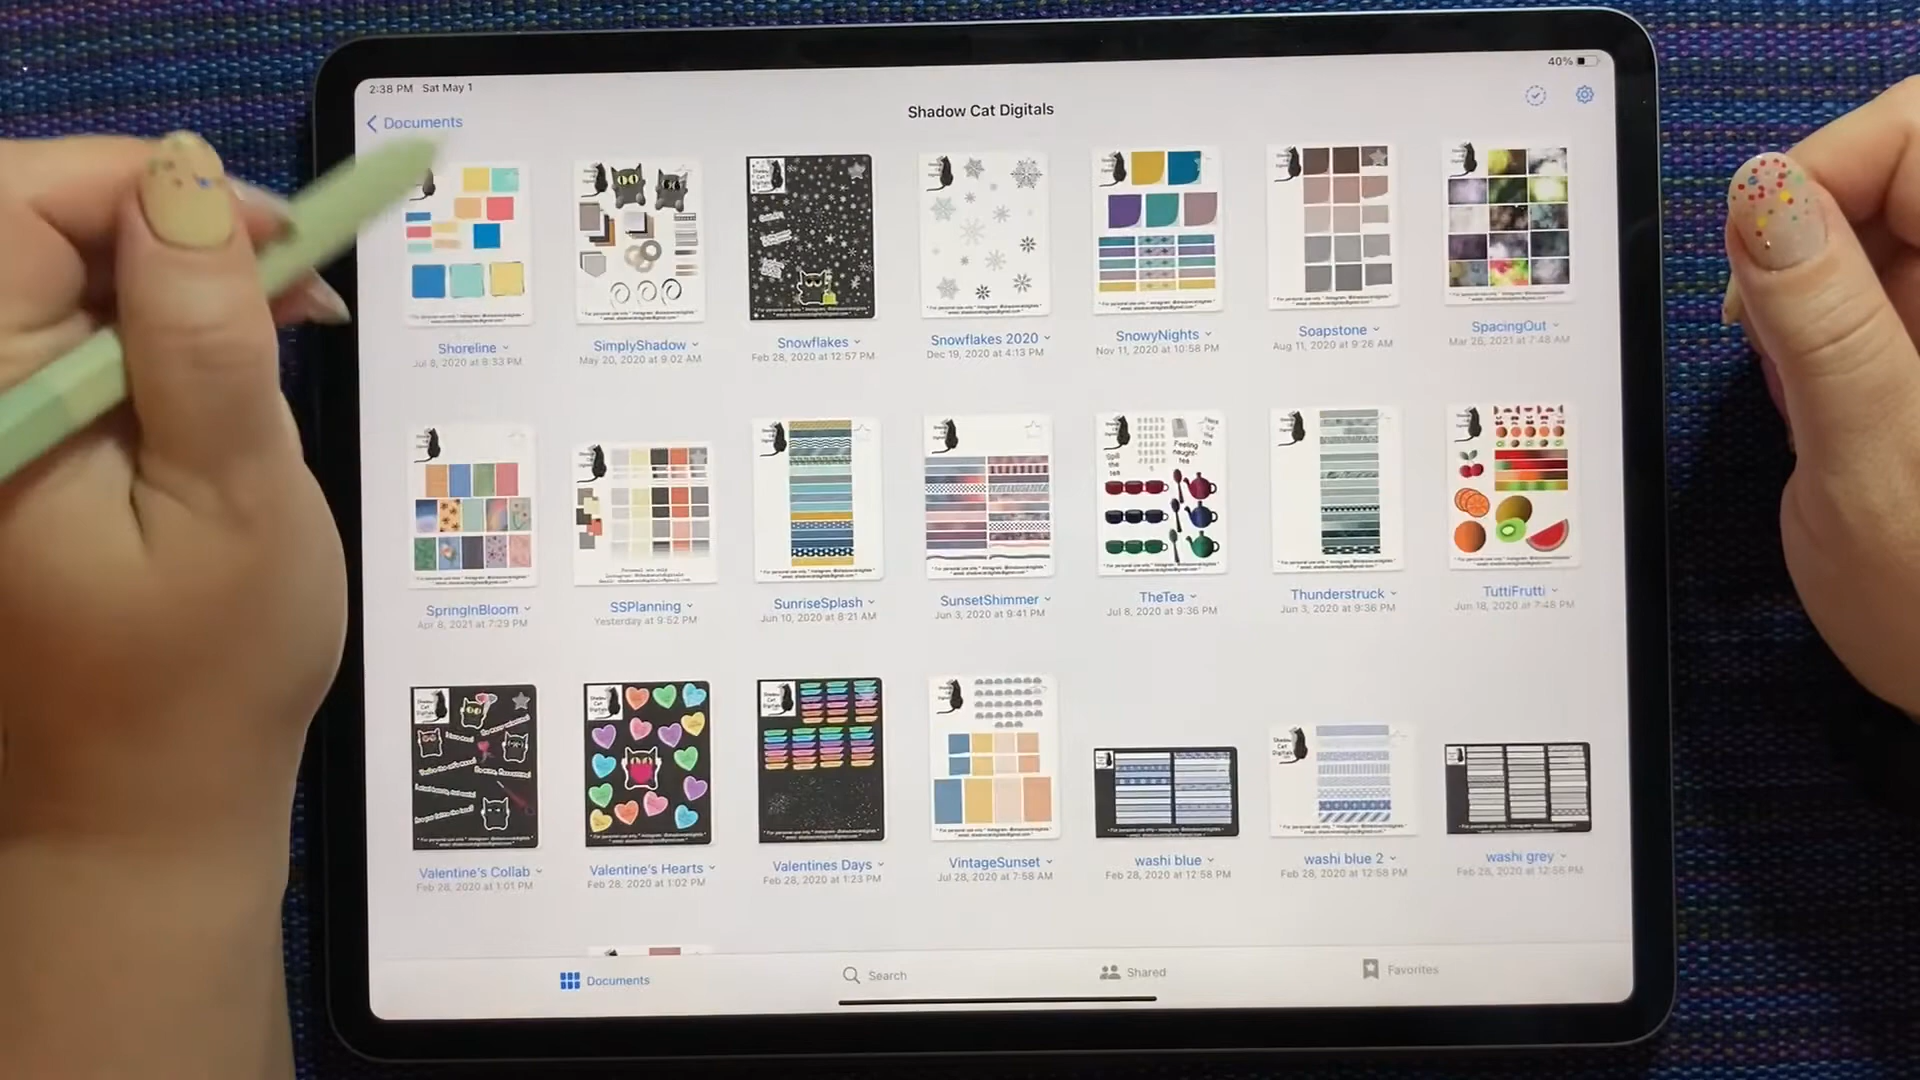 2:38 PM Sat May 1
40%
Documents
Shadow Cat Digitals
Shoreline
SimplyShadow
Snowflakes
Snowflakes 2020
SnowyNights
Soapstone
SpacingOut
Jul 8, 2020 at 8:33 PM
May 20, 2020 at 9:02 AM
Feb 28, 2020 at 12:57 PM
Dec 19, 2020 at 4:13 PM
Nov 11, 2020 at 10:58 PM
Aug 11, 2020 at 9:26 AM
Mar 26, 2021 at 7:48 AM
Spill the tea
Feeling naught-tee
SpringInBloom
SSPlanning
SunriseSplash
SunsetShimmer
TheTea
Thunderstruck
TuttiFrutti
Apr 8, 2021 at 7:29 PM
Yesterday at 9:52 PM
Jun 10, 2020 at 8:21 AM
Jun 3, 2020 at 9:41 PM
Jul 8, 2020 at 9:36 PM
Jun 3, 2020 at 9:36 PM
Jun 18, 2020 at 7:48 PM
Shadow Cat Digitals
Valentine's Collab
Valentine's Hearts
Valentines Days
VintageSunset
washi blue
washi blue 2
washi grey
Feb 28, 2020 at 1:01 PM
Feb 28, 2020 at 1:02 PM
Feb 28, 2020 at 1:23 PM
Jul 28, 2020 at 7:58 AM
Feb 28, 2020 at 12:58 PM
Feb 28, 2020 at 12:58 PM
Feb 28, 2020 at 12:58 PM
Documents
Search
Shared
Favorites